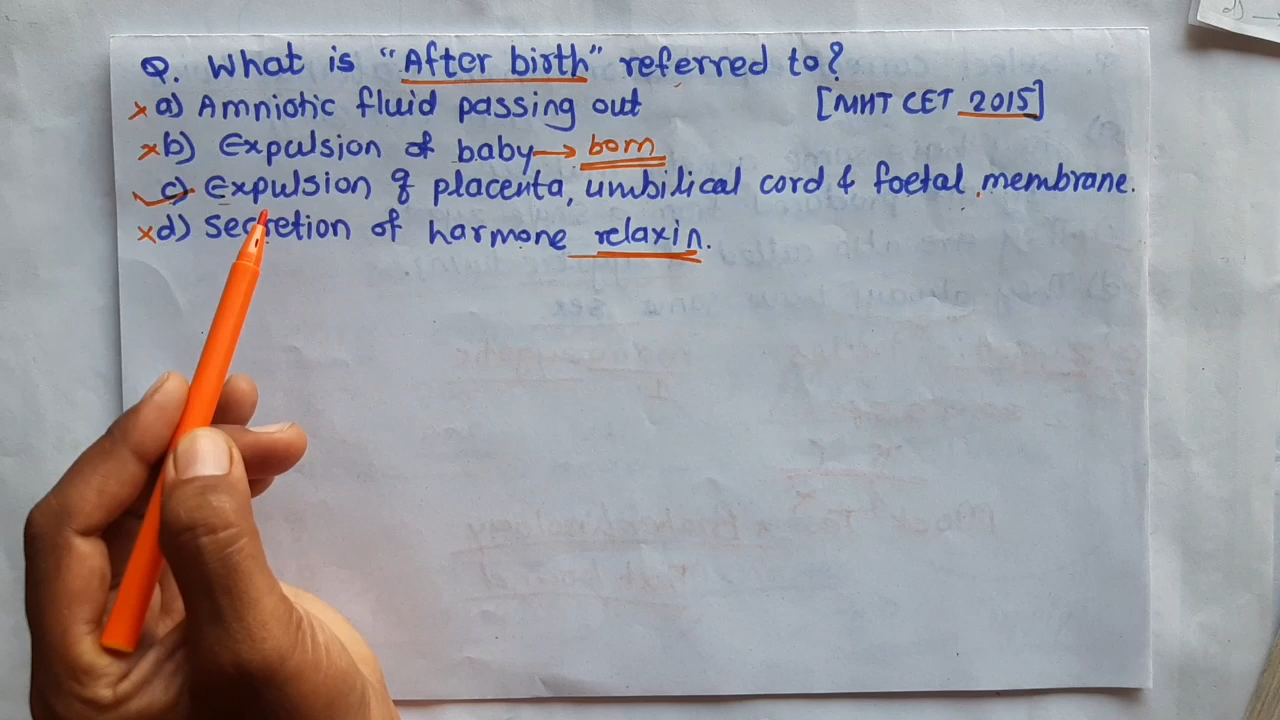 Q. What is "After birth" referred to?
a) Amniotic fluid passing out [MHT CET 2015]
b) Expulsion of baby → born
c) Expulsion of placenta, umbilical cord & foetal membrane.
d) Secretion of harmone relaxin.